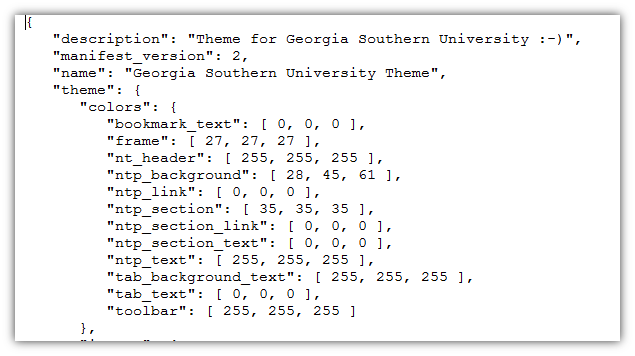 {
"description": "Theme for Georgia Southern University :-)",
"manifest_version": 2,
"name": "Georgia Southern University Theme",
"theme": {
"colors": {
"bookmark_text": [ 0, 0, 0 ],
"frame": [ 27, 27, 27 ],
"nt_header": [ 255, 255, 255 ],
"ntp_background": [ 28, 45, 61 ],
"ntp_link": [ 0, 0, 0 ],
"ntp_section": [ 35, 35, 35 ],
"ntp_section_link": [ 0, 0, 0 ],
"ntp_section_text": [ 0, 0, 0 ],
"ntp_text": [ 255, 255, 255 ],
"tab_background_text": [ 255, 255, 255 ],
"tab_text": [ 0, 0, 0 ],
"toolbar": [ 255, 255, 255 ]
},